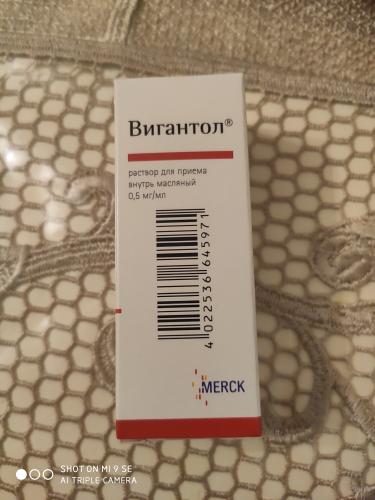 Вигантол®
раствор для приема
внутрь масляный
0,5 мг/мл
4 022536 645971
MERCK
SHOT ON MI 9 SE
AI TRIPLE CAMERA